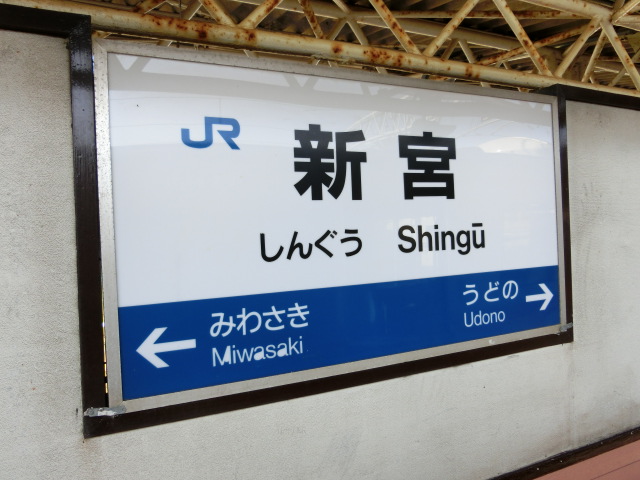 JR 新宮
しんぐう Shingū
みわさき
Miwasaki
うどの
Udono